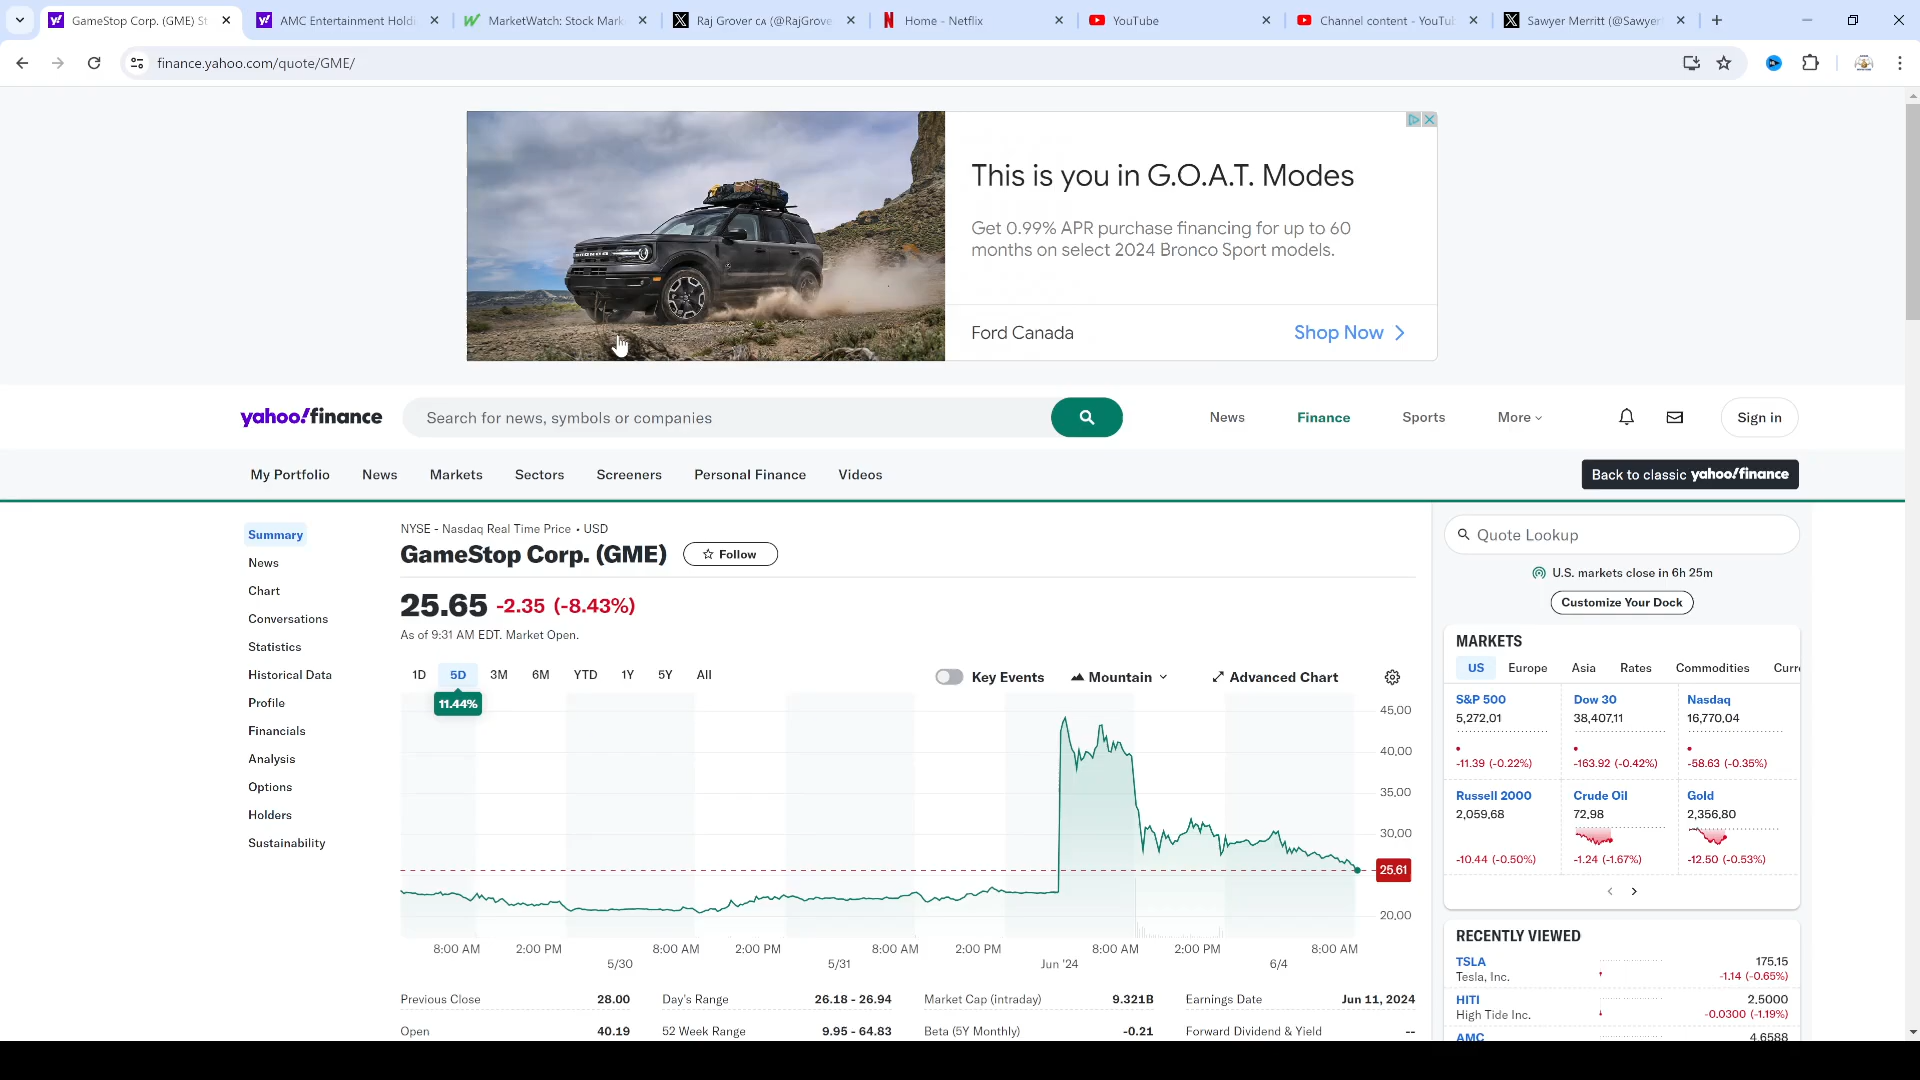 GameStop Corp. (GME) St
AMC Entertainment Holdi
MarketWatch: Stock Mark
Raj Grover CA (@RajGrove
Home - Netflix
YouTube
Channel content - YouTu
Sawyer Merritt (@Sawyer
finance.yahoo.com/quote/GME/
This is you in G.O.A.T. Modes
Get 0.99% APR purchase financing for up to 60
months on select 2024 Bronco Sport models.
Ford Canada
Shop Now
yahoo!finance
Search for news, symbols or companies
News
Finance
Sports
More
Sign in
My Portfolio
News
Markets
Sectors
Screeners
Personal Finance
Videos
Back to classic yahoo!finance
Summary
News
Chart
Conversations
Statistics
Historical Data
Profile
Financials
Analysis
Options
Holders
Sustainability
NYSE - Nasdaq Real Time Price • USD
GameStop Corp. (GME)
Follow
25.65 -2.35 (-8.43%)
As of 9:31 AM EDT. Market Open.
1D 5D 3M 6M YTD 1Y 5Y All
11.44%
Key Events
Mountain
Advanced Chart
45,00
40,00
35,00
30,00
25,61
20,00
8:00 AM 2:00 PM 8:00 AM 2:00 PM 8:00 AM 2:00 PM 8:00 AM 2:00 PM 8:00 AM
5/30 5/31 Jun '24 6/4
Previous Close 28.00
Day's Range 26.18 - 26.94
Market Cap (intraday) 9.321B
Earnings Date Jun 11, 2024
Open 40.19
52 Week Range 9.95 - 64.83
Beta (5Y Monthly) -0.21
Forward Dividend & Yield --
Quote Lookup
U.S. markets close in 6h 25m
Customize Your Dock
MARKETS
US Europe Asia Rates Commodities Curr
S&P 500
5,272.01
-11.39 (-0.22%)
Dow 30
38,407.11
-163.92 (-0.42%)
Nasdaq
16,770.04
-58.63 (-0.35%)
Russell 2000
2,059.68
-10.44 (-0.50%)
Crude Oil
72,98
-1.24 (-1.67%)
Gold
2,356,80
-12.50 (-0.53%)
RECENTLY VIEWED
TSLA 175.15
Tesla, Inc. -1.14 (-0.65%)
HITI 2,5000
High Tide Inc. -0.0300 (-1.19%)
AMC 4.6588